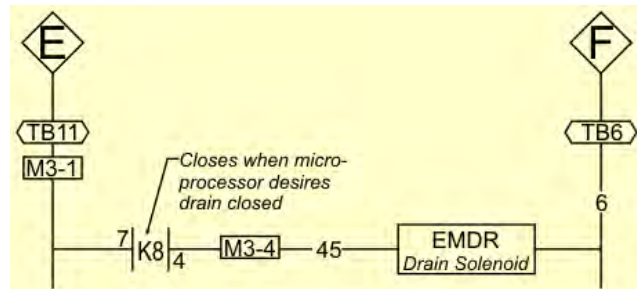 E
F
TB11
TB6
M3-1
Closes when micro-
processor desires
drain closed
6
7
K8
4
M3-4
45
EMDR
Drain Solenoid